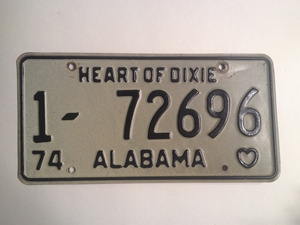 HEART OF DIXIE
1- 72696
74 ALABAMA